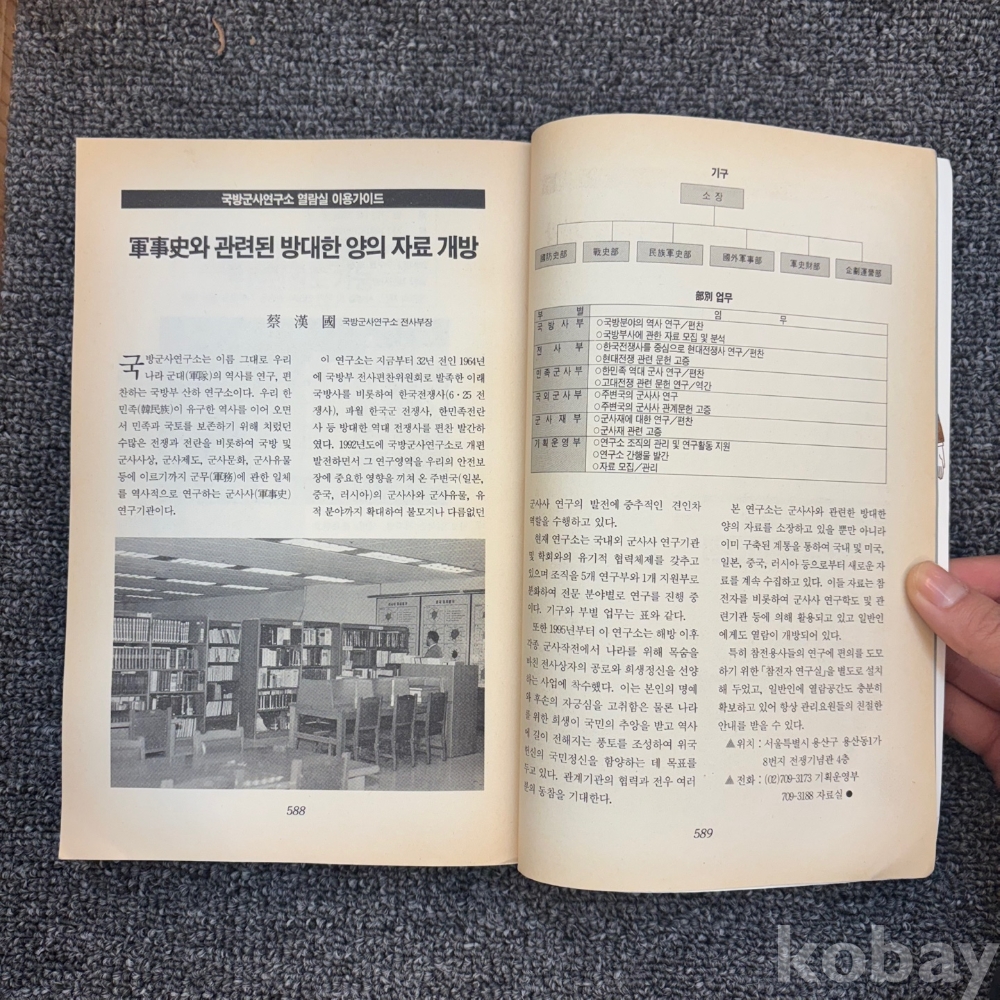 국방군사연구소 열람실 이용가이드
軍事史와 관련된 방대한 양의 자료 개방
蔡漢國 국방군사연구소 전사부장
국방군사연구소는 이름 그대로 우리
나라 군대(軍隊)의 역사를 연구, 편
찬하는 국방부 산하 연구소이다. 우리 한
민족(韓民族)이 유구한 역사를 이어 오면
서 민족과 국토를 보존하기 위해 처렀던
수많은 전쟁과 전란을 비롯하여 국방 및
군사사상, 군사제도, 군사문화, 군사유물
등에 이르기까지 군무(軍務)에 관한 일체
를 역사적으로 연구하는 군사사(軍事史)
연구기관이다.
이 연구소는 지금부터 32년 전인 1964년
에 국방부 전사편찬위원회로 발족한 이래
국방사를 비롯하여 한국전쟁사(6·25 전
쟁사), 파월 한국군 전쟁사, 한민족전란
사 등 방대한 역대 전쟁사를 편찬 발간하
였다. 1992년도에 국방군사연구소로 개편
발전하면서 그 연구영역을 우리의 안전보
장에 중요한 영향을 끼쳐 온 주변국(일본,
중국, 러시아)의 군사사와 군사유물, 유
적 분야까지 확대하여 불모지나 다름없던
588
기구
소장
國防史部 戰史部 民族軍史部 國外軍事部 軍史財部 企劃運營部
部別 업무
부별 업무
국방사부 ○국방분야의 역사 연구/편찬
○국방부사에 관한 자료 모집 및 분석
전사부 ○한국전쟁사를 중심으로 현대전쟁사 연구/편찬
○현대전쟁 관련 문헌 고증
민족군사부 ○한민족 역대 군사 연구/편찬
○고대전쟁 관련 문헌 연구/역간
국외군사부 ○주변국의 군사사 연구
○주변국의 군사사 관계문헌 고증
군사재부 ○군사재에 대한 연구/편찬
○군사재 관련 고증
기획운영부 ○연구소 조직의 관리 및 연구활동 지원
○연구소 간행물 발간
○자료 모집/관리
군사사 연구의 발전에 중추적인 견인차
역할을 수행하고 있다.
현재 연구소는 국내외 군사사 연구기관
및 학회와의 유기적 협력체제를 갖추고
있으며 조직을 5개 연구부와 1개 지원부로
분화하여 전문 분야별로 연구를 진행 중
이다. 기구와 부별 업무는 표와 같다.
또한 1995년부터 이 연구소는 해방 이후
각종 군사작전에서 나라를 위해 목숨을
바친 전사상자의 공로와 희생정신을 선양
하는 사업에 착수했다. 이는 본인의 명예
와 후손의 자긍심을 고취함은 물론 나라
를 위한 희생이 국민의 추앙을 받고 역사
에 길이 전해지는 풍토를 조성하여 위국
헌신의 국민정신을 함양하는 데 목표를
두고 있다. 관계기관의 협력과 전우 여러
분의 동참을 기대한다.
본 연구소는 군사사와 관련한 방대한
양의 자료를 소장하고 있을 뿐만 아니라
이미 구축된 계통을 통하여 국내 및 미국,
일본, 중국, 러시아 등으로부터 새로운 자
료를 계속 수집하고 있다. 이들 자료는 참
전자를 비롯하여 군사사 연구학도 및 관
련기관 등에 의해 활용되고 있고 일반인
에게도 열람이 개방되어 있다.
특히 참전용사들의 연구에 편의를 도모
하기 위한 「참전자 연구실」을 별도로 설치
해 두었고, 일반인에 열람공간도 충분히
확보하고 있어 항상 관리요원들의 친절한
안내를 받을 수 있다.
▲위치 : 서울특별시 용산구 용산동1가
8번지 전쟁기념관 4층
▲전화 : (02)709-3173 기획운영부
709-3188 자료실 ●
589
kobay